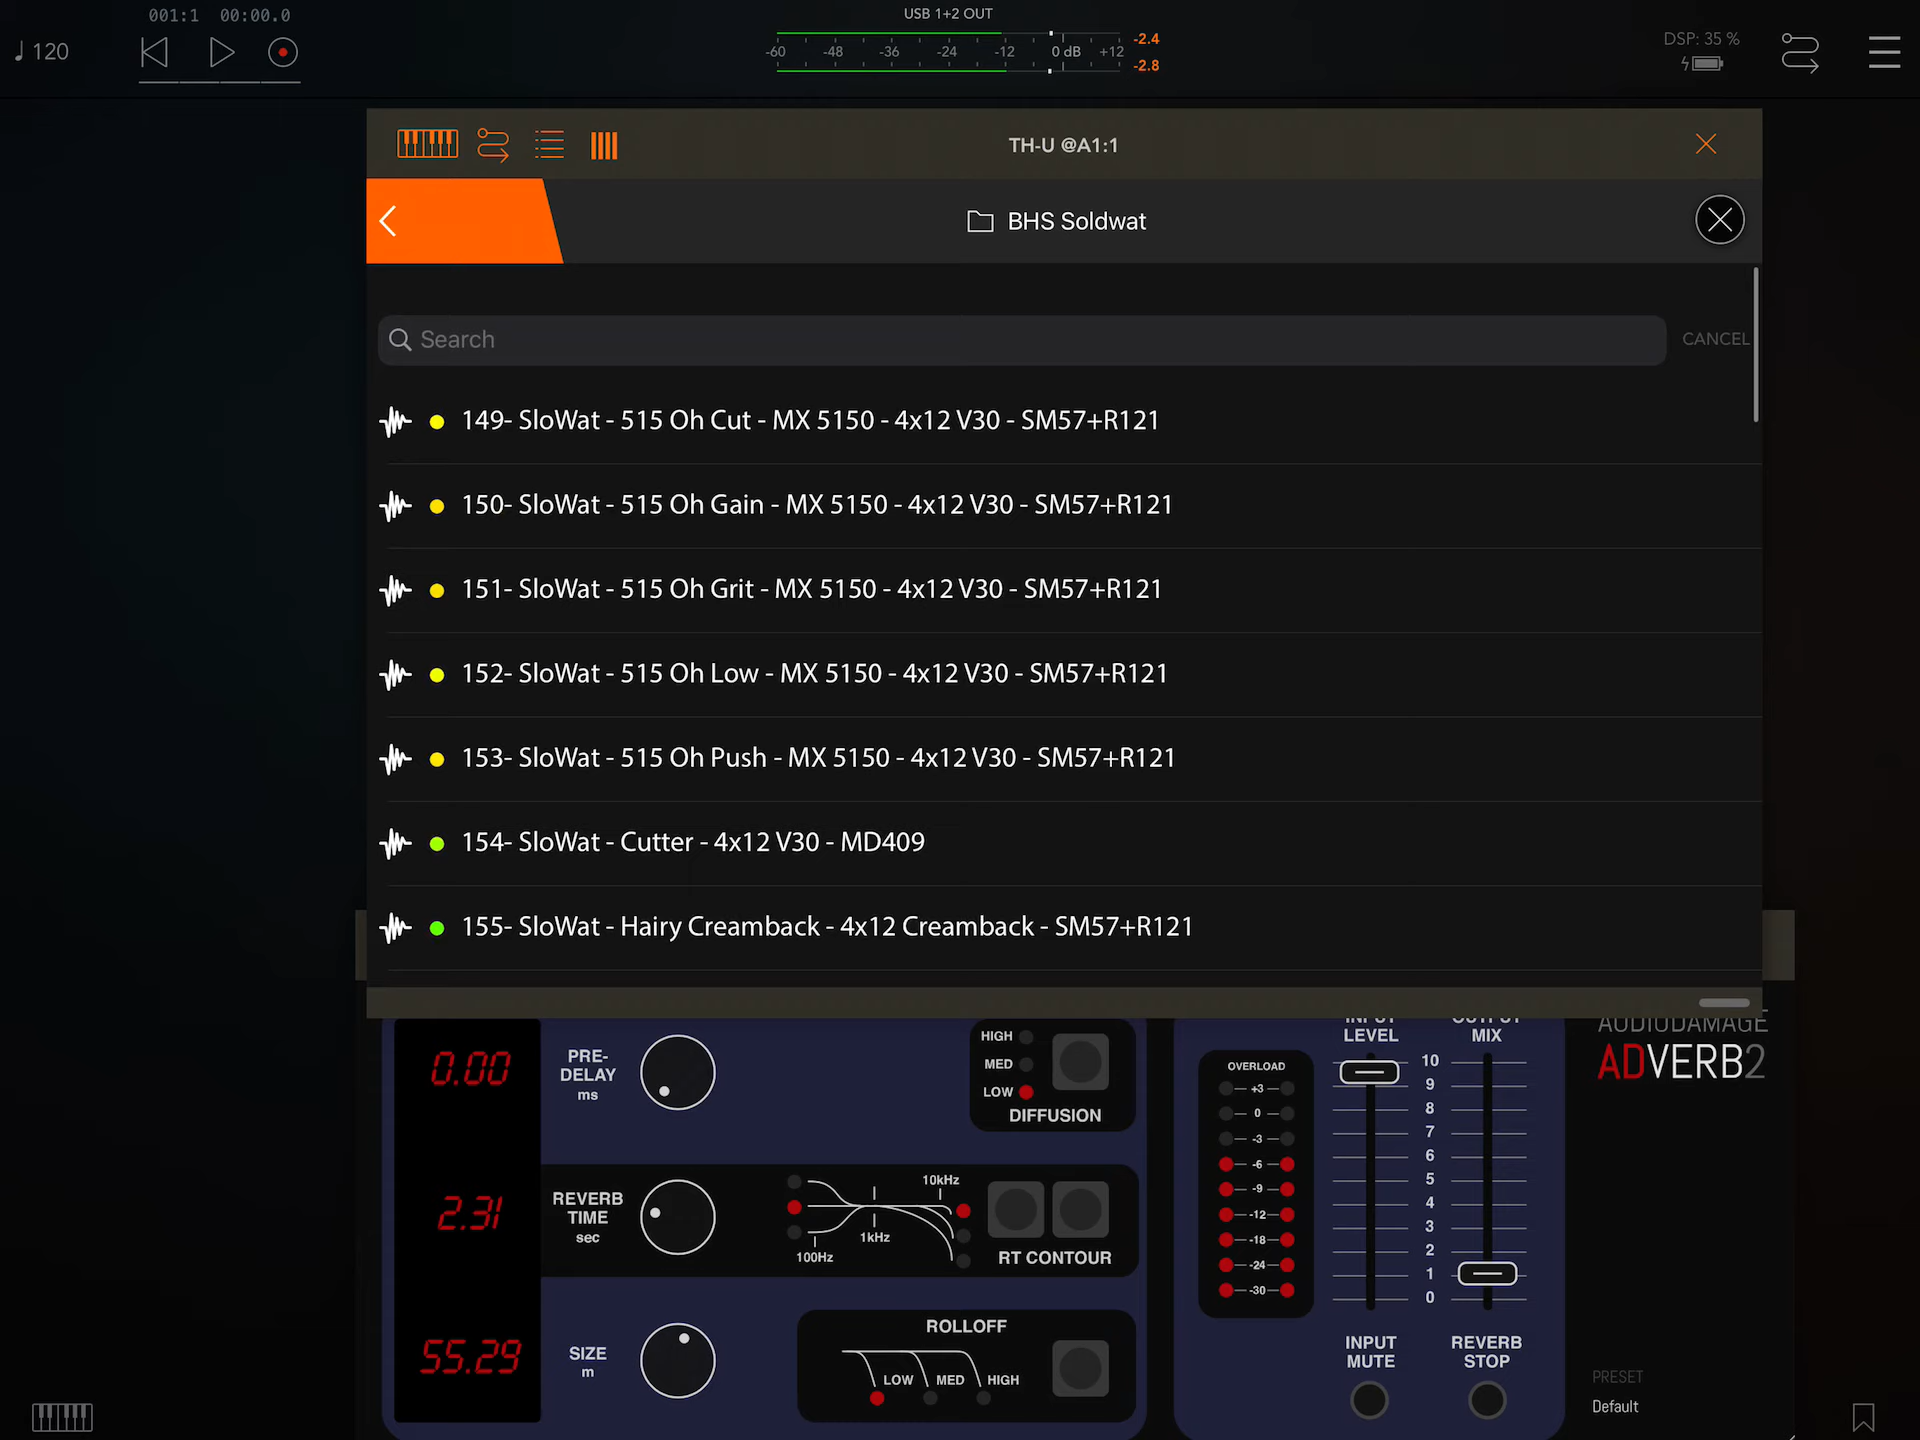 001:1 00:00.0
120
USB 1+2 OUT
-60 -48 -36 -24 -12 0 dB +12
-2.4
-2.8
DSP: 35 %
TH-U @A1:1
BHS Soldwat
Search
CANCEL
149- SloWat - 515 Oh Cut - MX 5150 - 4x12 V30 - SM57+R121
150- SloWat - 515 Oh Gain - MX 5150 - 4x12 V30 - SM57+R121
151- SloWat - 515 Oh Grit - MX 5150 - 4x12 V30 - SM57+R121
152- SloWat - 515 Oh Low - MX 5150 - 4x12 V30 - SM57+R121
153- SloWat - 515 Oh Push - MX 5150 - 4x12 V30 - SM57+R121
154- SloWat - Cutter - 4x12 V30 - MD409
155- SloWat - Hairy Creamback - 4x12 Creamback - SM57+R121
0.00
PRE-
DELAY
ms
HIGH
MED
LOW
DIFFUSION
2.31
REVERB
TIME
sec
10kHz
1kHz
100Hz
RT CONTOUR
55.29
SIZE
m
ROLLOFF
LOW MED HIGH
OVERLOAD
+3
0
-3
-6
-9
-12
-18
-24
-30
INPUT
LEVEL
OUTPUT
MIX
10
9
8
7
6
5
4
3
2
1
0
INPUT
MUTE
REVERB
STOP
AUDIODAMAGE
ADVERB2
PRESET
Default